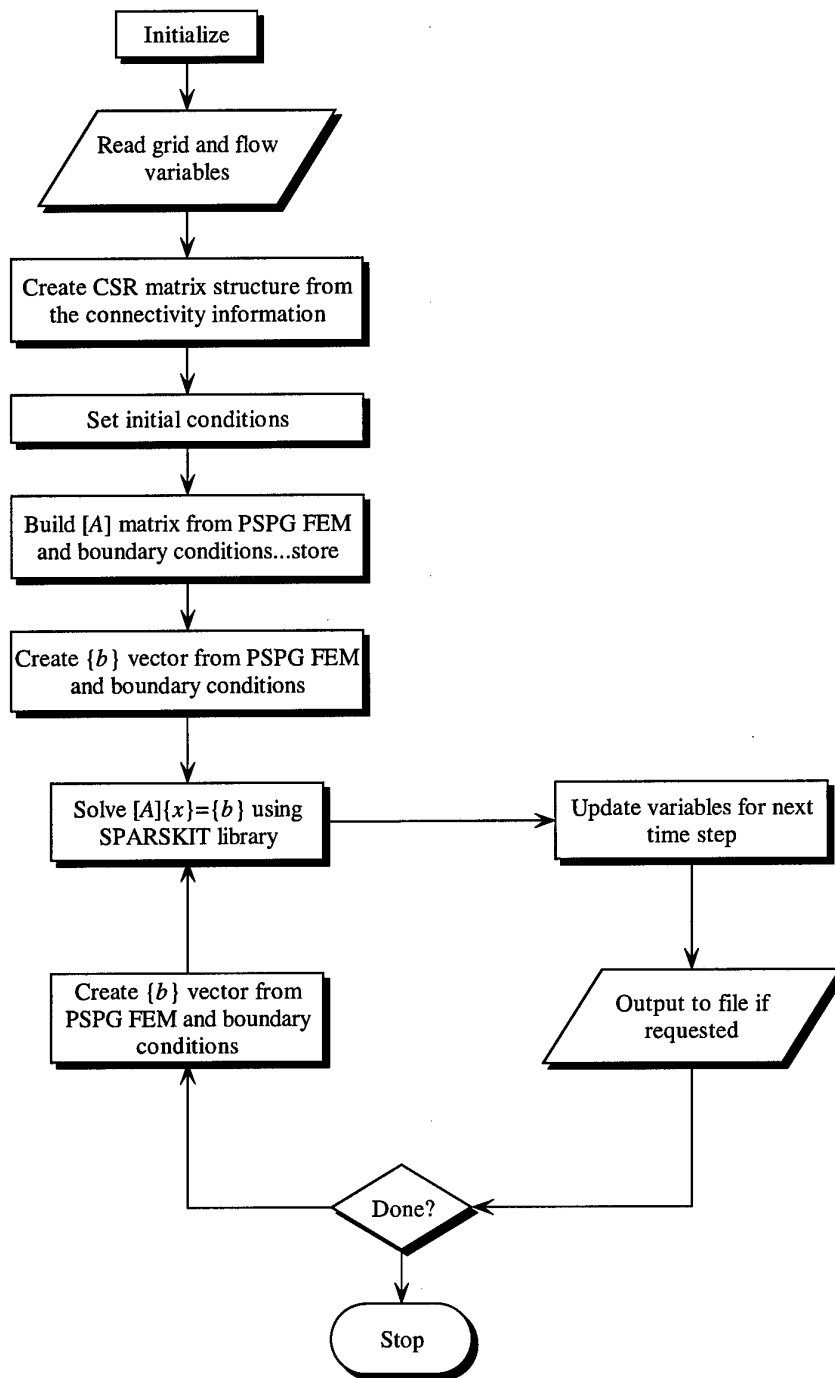 Initialize
Read grid and flow
variables
Create CSR matrix structure from
the connectivity information
Set initial conditions
Build [A] matrix from PSPG FEM
and boundary conditions...store
Create {b} vector from PSPG FEM
and boundary conditions
Solve [A]{x}={b} using
SPARSKIT library
Update variables for next
time step
Output to file if
requested
Create {b} vector from
PSPG FEM and boundary
conditions
Done?
Stop